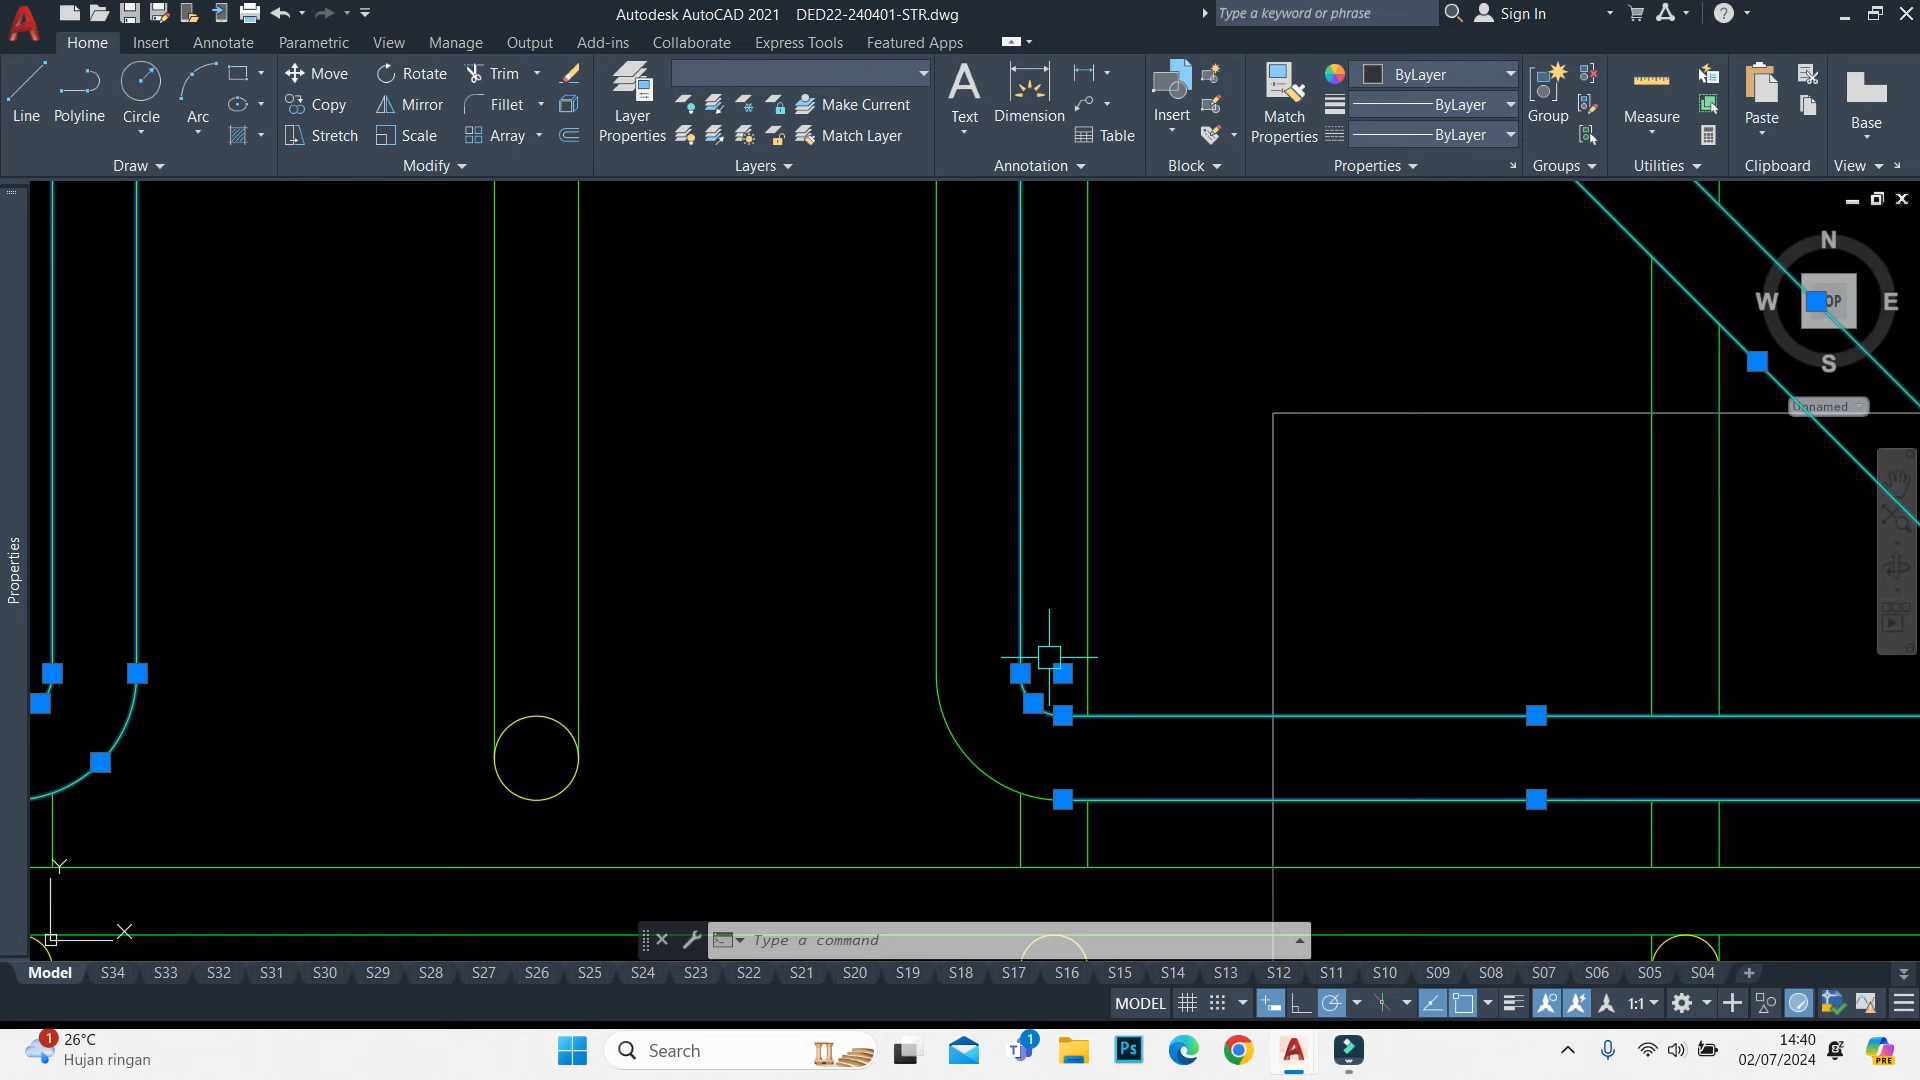 Autodesk AutoCAD 2021 DED22-240401-STR.dwg
Type a keyword or phrase
Sign In
Home Insert Annotate Parametric View Manage Output Add-ins Collaborate Express Tools Featured Apps
Line Polyline Circle Arc
Move Rotate Trim
Copy Mirror Fillet
Stretch Scale Array
Layer Properties
Make Current
Match Layer
Text Dimension
Table
Insert
Match Properties
ByLayer
ByLayer
ByLayer
Group
Measure
Paste
Base
Draw Modify Layers Annotation Block Properties Groups Utilities Clipboard View
N
W OP E
S
Unnamed
Properties
Y
X
Type a command
Model S34 S33 S32 S31 S30 S29 S28 S27 S26 S25 S24 S23 S22 S21 S20 S19 S18 S17 S16 S15 S14 S13 S12 S11 S10 S09 S08 S07 S06 S05 S04
MODEL 1:1
1
26°C
Hujan ringan
Search
1
Ps
14:40
02/07/2024
PRE